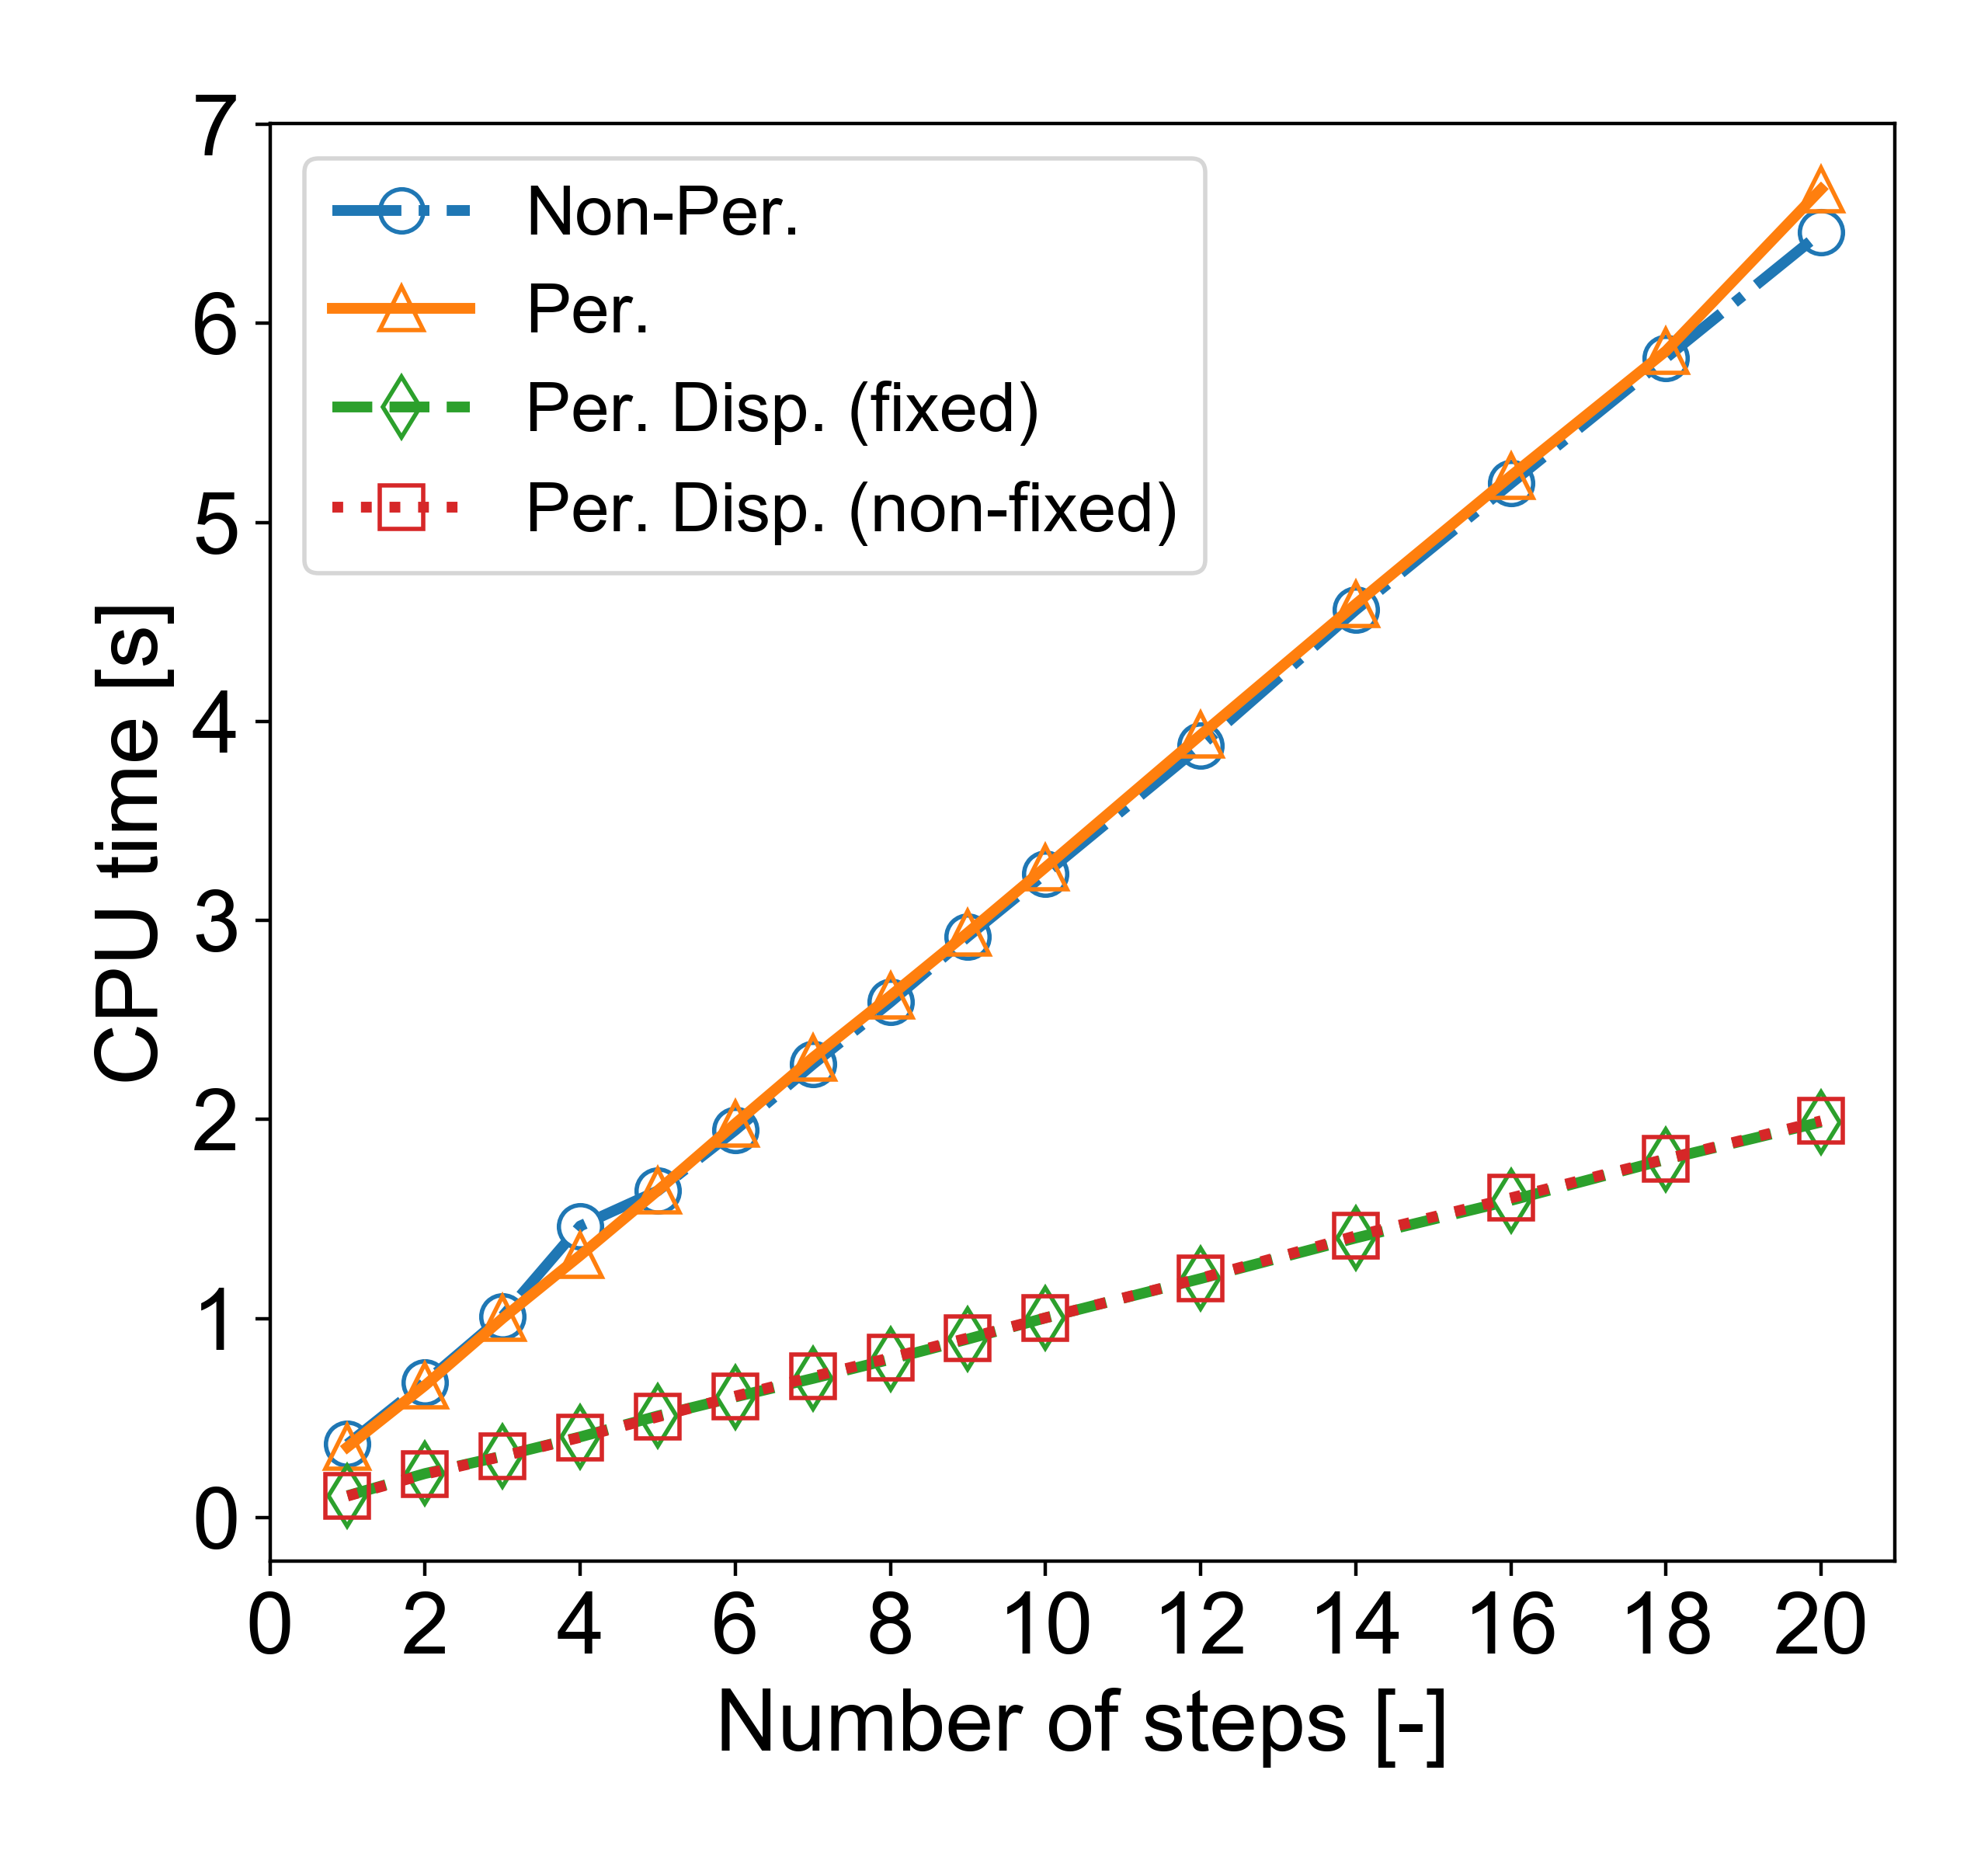 7
6
5
4
3
2
1
0
CPU time [s]
Non-Per.
Per.
Per. Disp. (fixed)
Per. Disp. (non-fixed)
0 2 4 6 8 10 12 14 16 18 20
Number of steps [-]